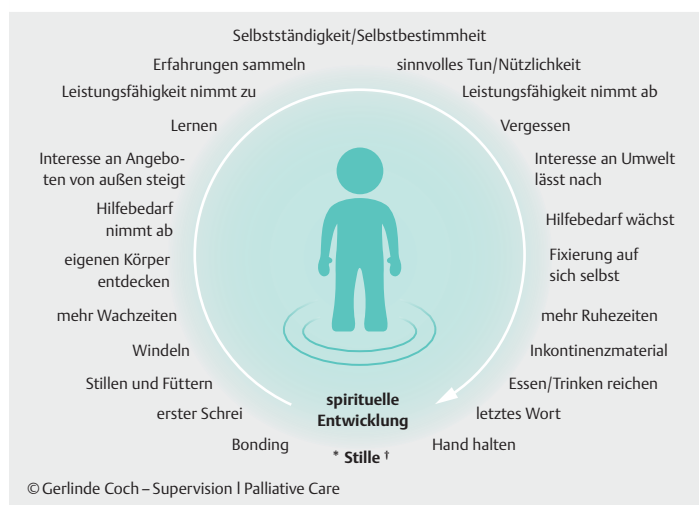 Selbstständigkeit/Selbstbestimmheit
Erfahrungen sammeln
sinnvolles Tun/Nützlichkeit
Leistungsfähigkeit nimmt zu
Leistungsfähigkeit nimmt ab
Lernen
Vergessen
Interesse an Angebo-
ten von außen steigt
Interesse an Umwelt
lässt nach
Hilfebedarf
nimmt ab
Hilfebedarf wächst
eigenen Körper
entdecken
Fixierung auf
sich selbst
mehr Wachzeiten
mehr Ruhezeiten
Windeln
Inkontinenzmaterial
Stillen und Füttern
Essen/Trinken reichen
spirituelle
Entwicklung
erster Schrei
letztes Wort
Bonding
Hand halten
* Stille †
© Gerlinde Coch – Supervision l Palliative Care